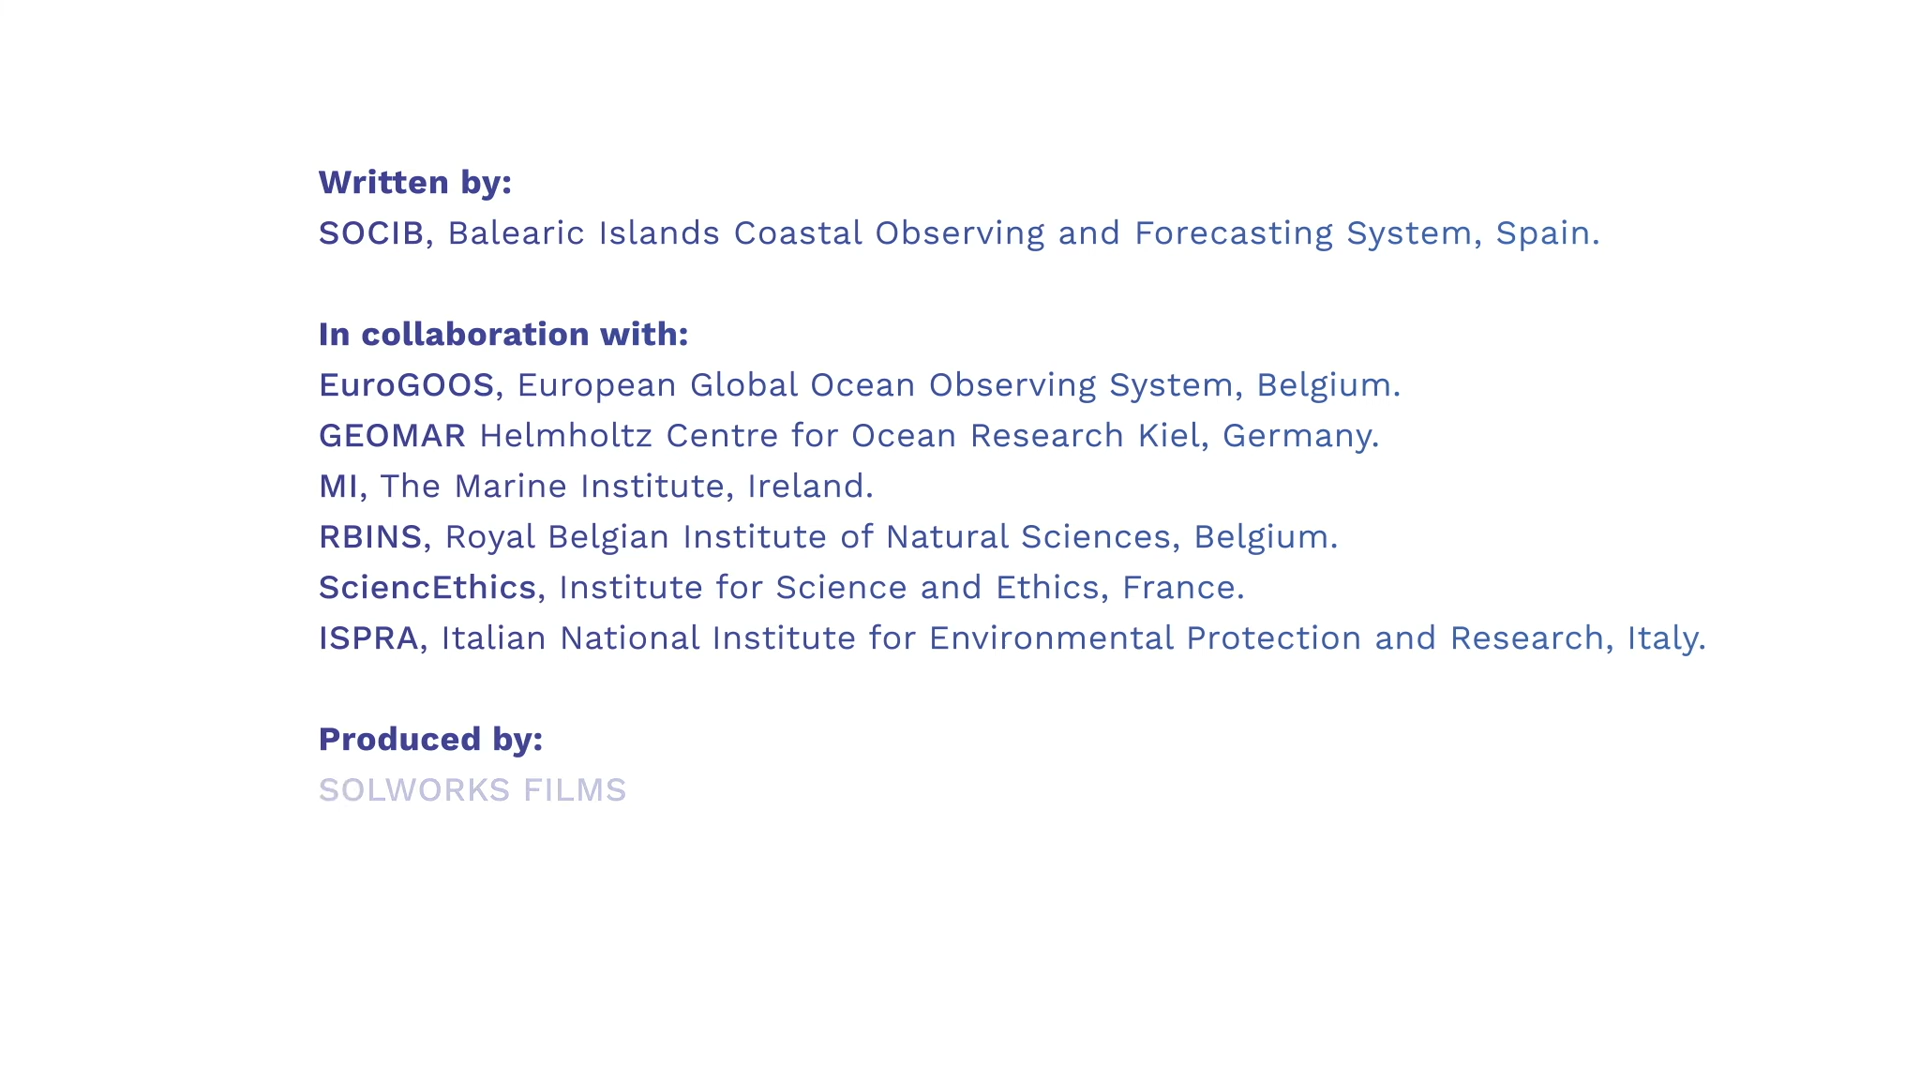 Written by:
SOCIB, Balearic Islands Coastal Observing and Forecasting System, Spain.
In collaboration with:
EuroGOOS, European Global Ocean Observing System, Belgium.
GEOMAR Helmholtz Centre for Ocean Research Kiel, Germany.
MI, The Marine Institute, Ireland.
RBINS, Royal Belgian Institute of Natural Sciences, Belgium.
SciencEthics, Institute for Science and Ethics, France.
ISPRA, Italian National Institute for Environmental Protection and Research, Italy.
Produced by:
SOLWORKS FILMS